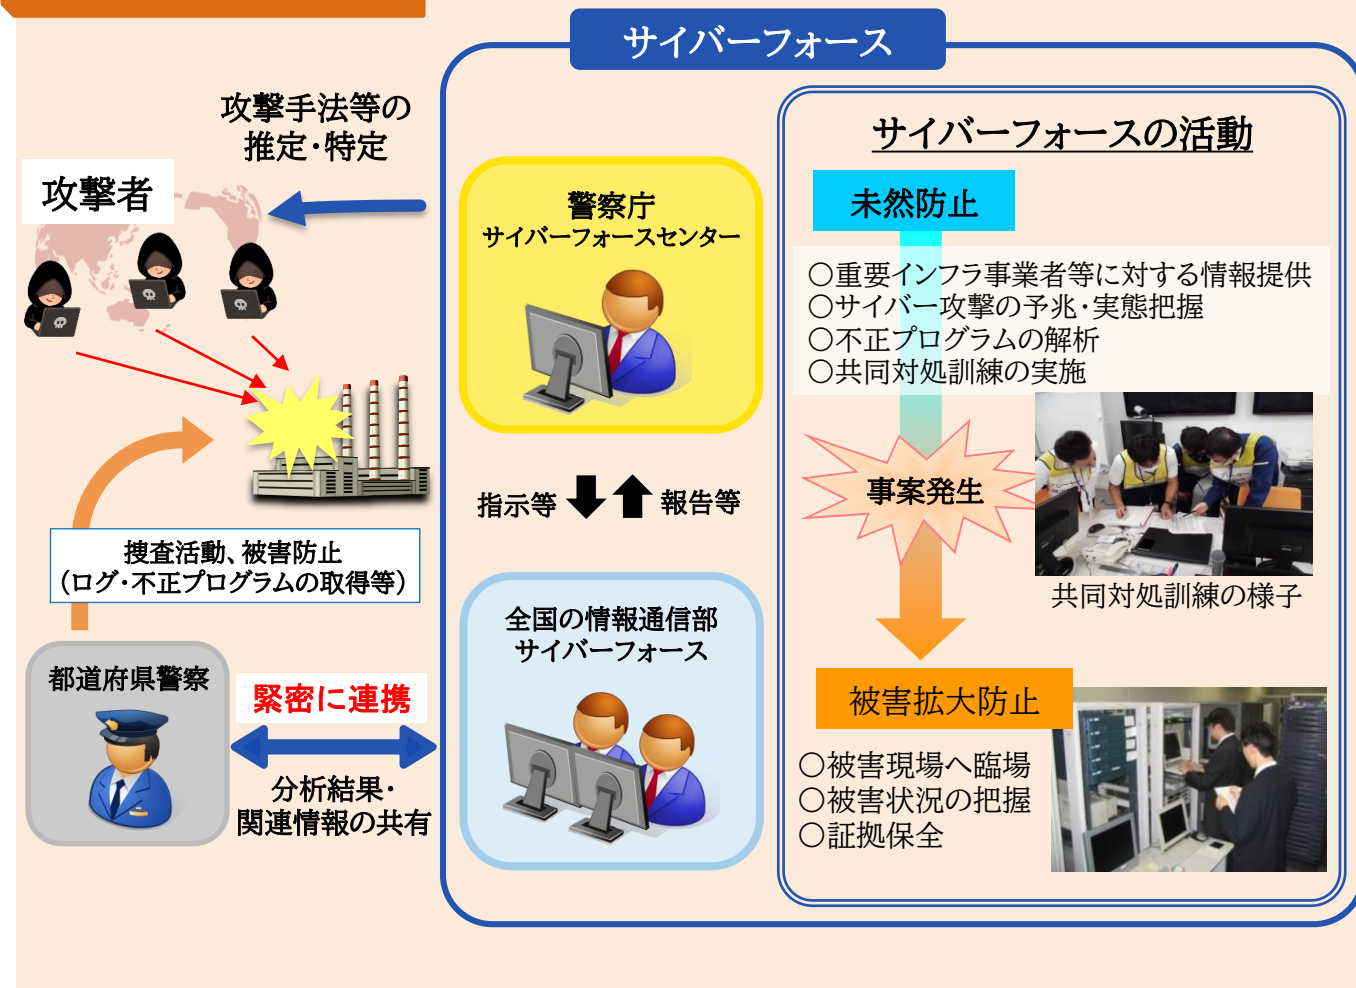 サイバーフォース
攻撃手法等の
推定・特定
攻撃者
捜査活動、被害防止
(ログ・不正プログラムの取得等)
都道府県警察
緊密に連携
分析結果・
関連情報の共有
警察庁
サイバーフォースセンター
指示等
報告等
全国の情報通信部
サイバーフォース
サイバーフォースの活動
未然防止
○重要インフラ事業者等に対する情報提供
○サイバー攻撃の予兆・実態把握
○不正プログラムの解析
○共同対処訓練の実施
事案発生
共同対処訓練の様子
被害拡大防止
○被害現場へ臨場
○被害状況の把握
○証拠保全